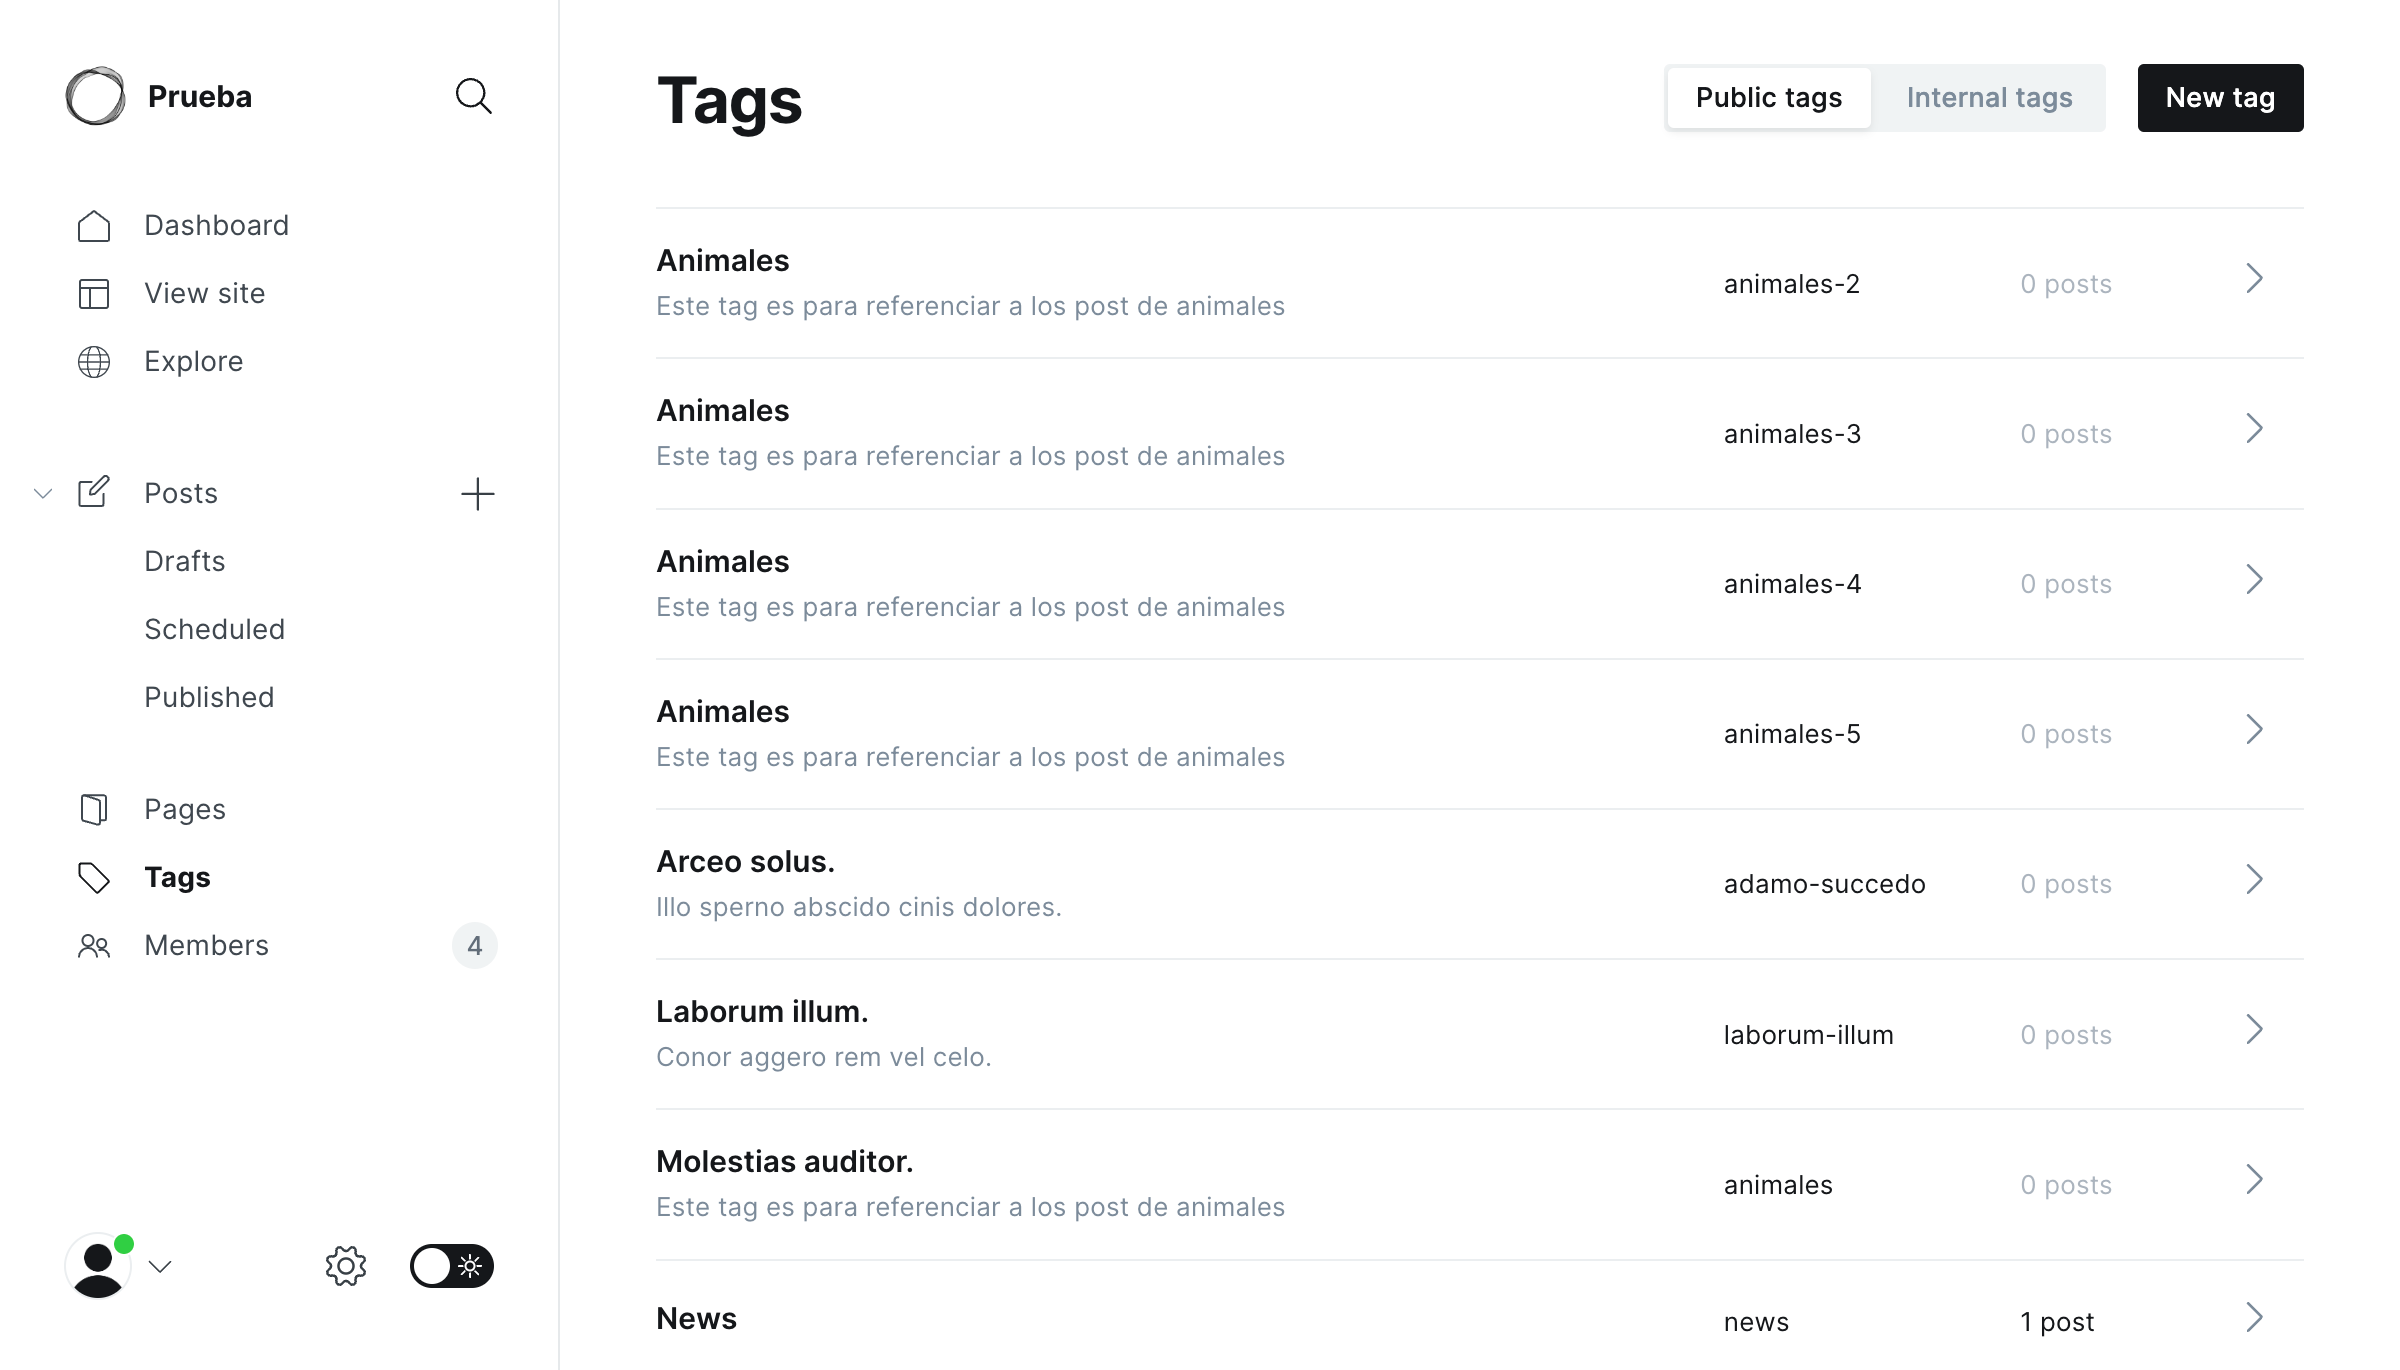 Prueba
Dashboard
View site
Explore
Posts
Drafts
Scheduled
Published
Pages
Tags
Members 4
Tags
Public tags Internal tags New tag
Animales
Este tag es para referenciar a los post de animales
animales-2 0 posts
Animales
Este tag es para referenciar a los post de animales
animales-3 0 posts
Animales
Este tag es para referenciar a los post de animales
animales-4 0 posts
Animales
Este tag es para referenciar a los post de animales
animales-5 0 posts
Arceo solus.
Illo sperno abscido cinis dolores.
adamo-succedo 0 posts
Laborum illum.
Conor aggero rem vel celo.
laborum-illum 0 posts
Molestias auditor.
Este tag es para referenciar a los post de animales
animales 0 posts
News
news 1 post